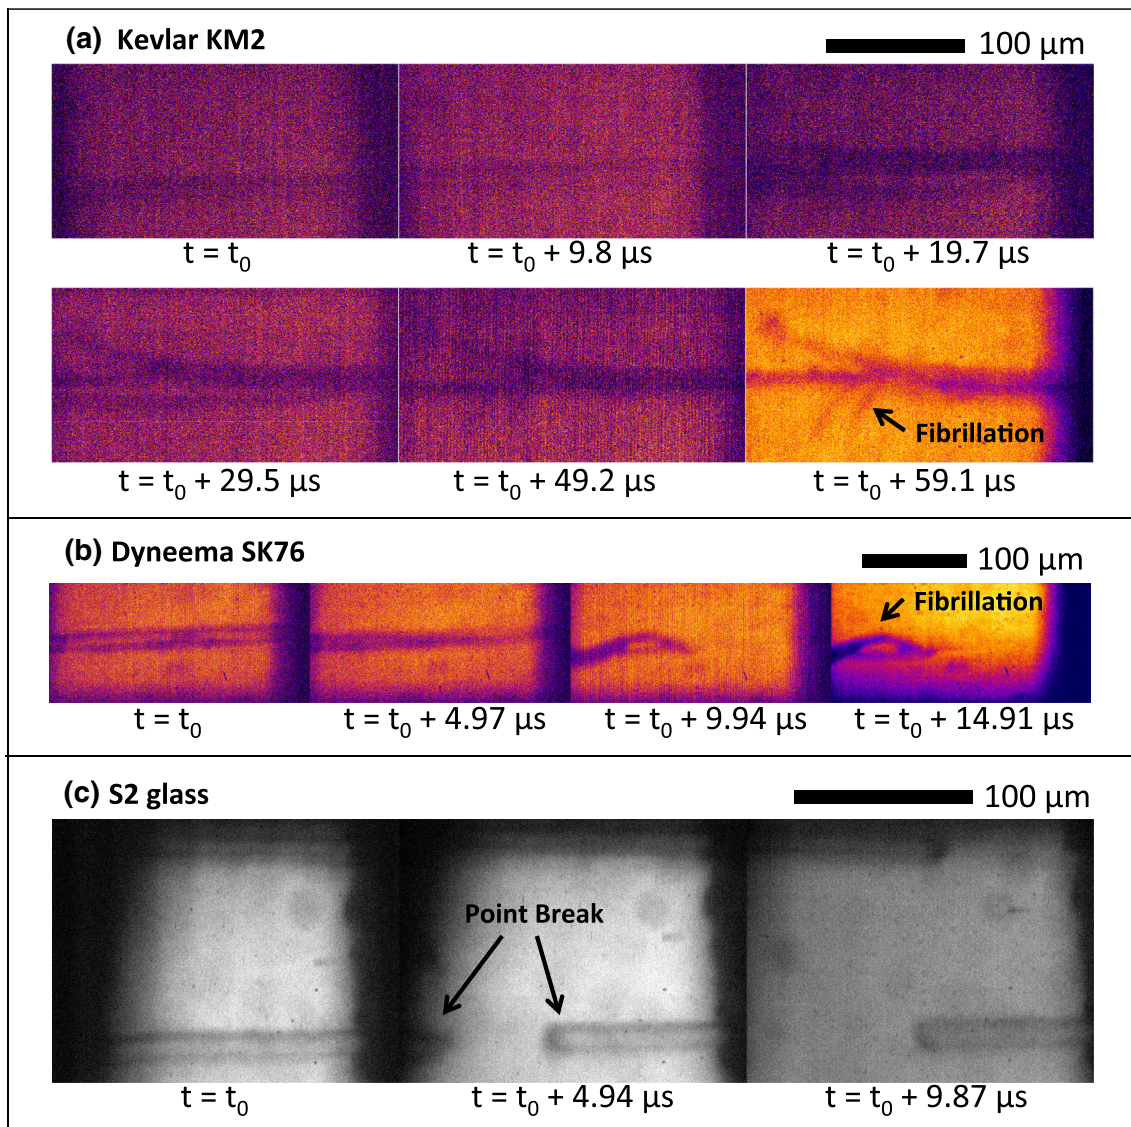 (a) Kevlar KM2
100 µm
t = t₀
t = t₀ + 9.8 µs
t = t₀ + 19.7 µs
Fibrillation
t = t₀ + 29.5 µs
t = t₀ + 49.2 µs
t = t₀ + 59.1 µs
(b) Dyneema SK76
100 µm
Fibrillation
t = t₀
t = t₀ + 4.97 µs
t = t₀ + 9.94 µs
t = t₀ + 14.91 µs
(c) S2 glass
100 µm
Point Break
t = t₀
t = t₀ + 4.94 µs
t = t₀ + 9.87 µs